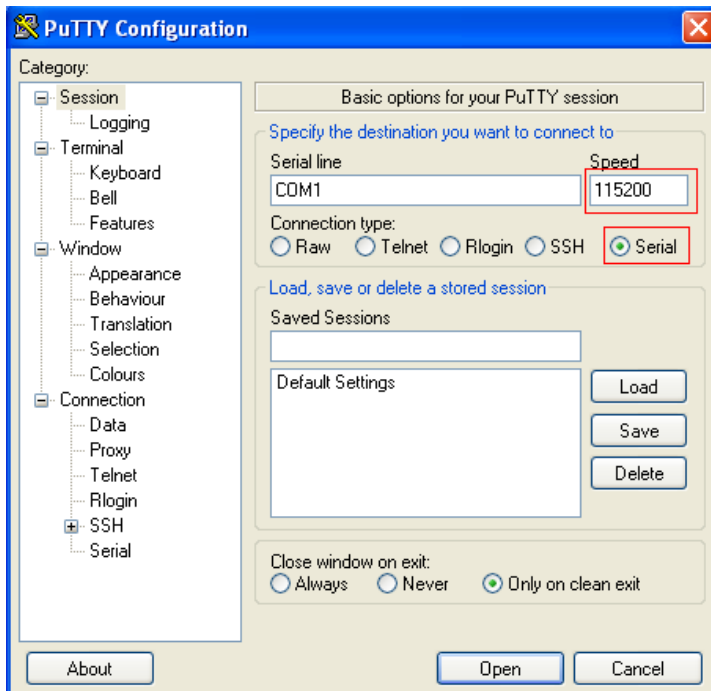 PuTTY Configuration
Category:
Session
Logging
Terminal
Keyboard
Bell
Features
Window
Appearance
Behaviour
Translation
Selection
Colours
Connection
Data
Proxy
Telnet
Rlogin
SSH
Serial
Basic options for your PuTTY session
Specify the destination you want to connect to
Serial line Speed
COM1 115200
Connection type:
Raw Telnet Rlogin SSH Serial
Load, save or delete a stored session
Saved Sessions
Default Settings
Load
Save
Delete
Close window on exit:
Always Never Only on clean exit
About Open Cancel